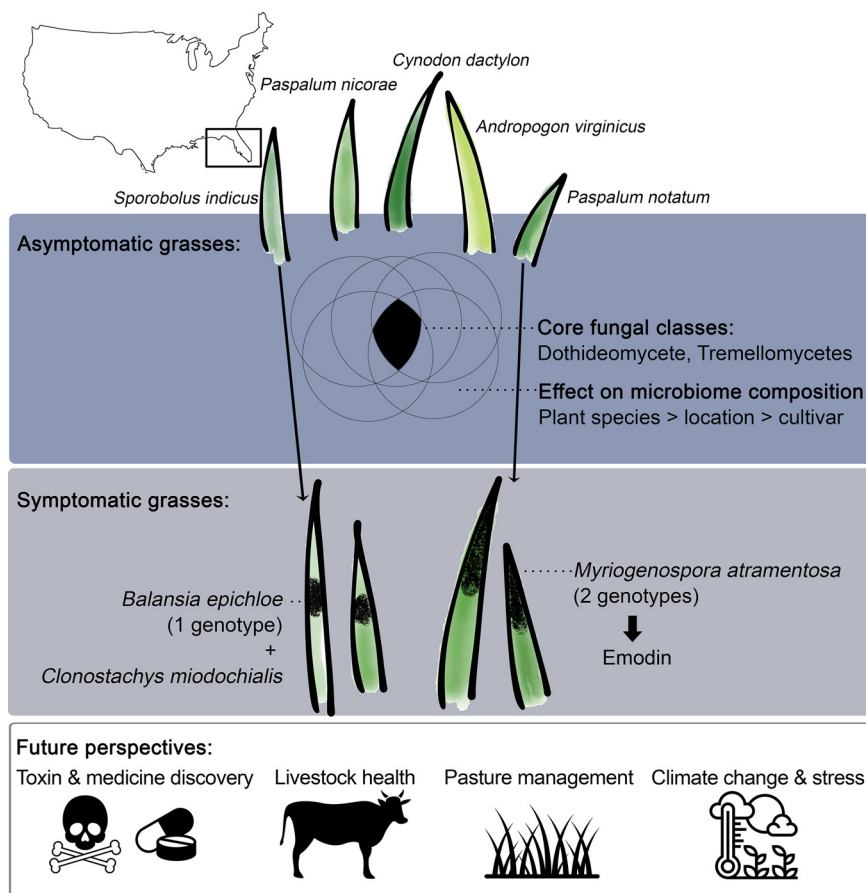 Cynodon dactylon
Paspalum nicorae
Andropogon virginicus
Sporobolus indicus
Paspalum notatum
Asymptomatic grasses:
Core fungal classes:
Dothideomycete, Tremellomycetes
Effect on microbiome composition
Plant species > location > cultivar
Symptomatic grasses:
Balansia epichloe
(1 genotype)
+
Clonostachys miodochialis
Myriogenospora atramentosa
(2 genotypes)
Emodin
Future perspectives:
Toxin & medicine discovery
Livestock health
Pasture management
Climate change & stress